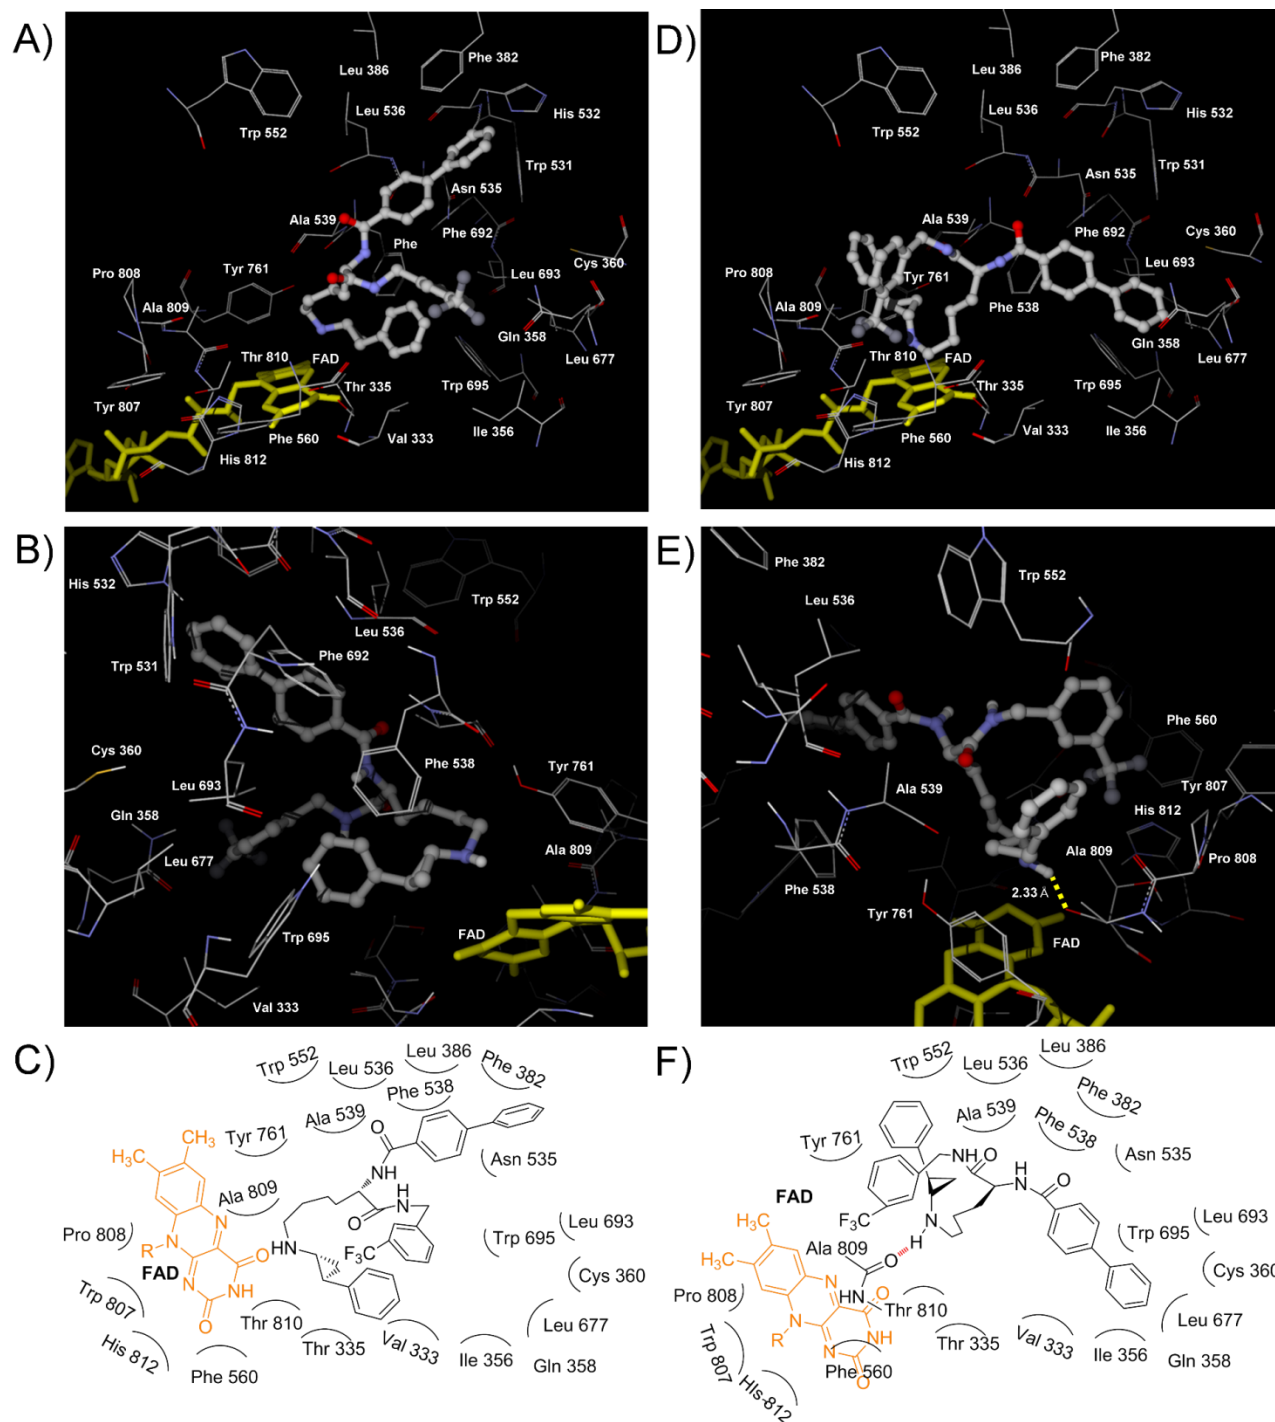 A)
Leu 386
Phe 382
Leu 536
His 532
Trp 552
Trp 531
Asn 535
Ala 539
Phe 692
Phe
Cys 360
Pro 808
Tyr 761
Leu 693
Ala 809
Gln 358
Thr 810
FAD
Leu 677
Thr 335
Trp 695
Tyr 807
Phe 560
Val 333
Ile 356
His 812
D)
Phe 382
Leu 386
Leu 536
His 532
Trp 552
Trp 531
Asn 535
Ala 539
Phe 692
Cys 360
Pro 808
Tyr 761
Leu 693
Ala 809
Phe 538
Gln 358
Thr 810
FAD
Leu 677
Thr 335
Trp 695
Tyr 807
Phe 560
Val 333
Ile 356
His 812
B)
His 532
Trp 552
Leu 536
Phe 692
Trp 531
Cys 360
Phe 538
Tyr 761
Leu 693
Gln 358
Ala 809
Leu 677
Trp 695
FAD
Val 333
E)
Phe 382
Trp 552
Leu 536
Phe 560
Tyr 807
Ala 539
His 812
Ala 809
Pro 808
Phe 538
2.33 Å
Tyr 761
FAD
C)
Trp 552
Leu 536
Leu 386
Phe 382
Phe 538
Ala 539
Tyr 761
CH3
H3C
O
NH
Asn 535
Ala 809
N
O
H
N
Pro 808
R
N
O
F3C
Trp 695
Leu 693
FAD
N
NH
H
N
Cys 360
O
Trp 807
Thr 810
Leu 677
His 812
Thr 335
Val 333
Ile 356
Gln 358
Phe 560
F)
Trp 552
Leu 536
Leu 386
Phe 382
Ala 539
Phe 538
Tyr 761
NH
O
Asn 535
N
H
O
FAD
F3C
N
H
H3C
H3C
Ala 809
O
Trp 695
Leu 693
Cys 360
Pro 808
N
HN
O
Thr 810
Leu 677
R
N
N
NH
O
Thr 335
Val 333
Ile 356
Gln 358
Trp 807
Phe 560
HIs-812